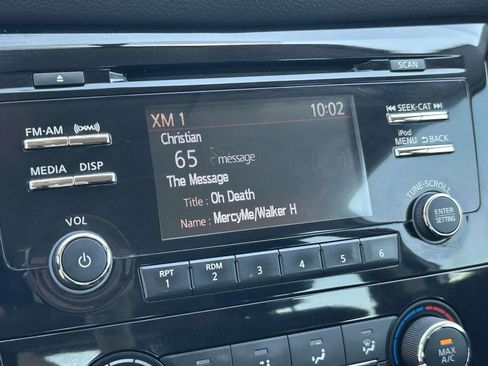 SCAN
FM·AM ((XM))
XM 1 10:02
SEEK·CAT
Christian
65 message
iPod
MENU BACK
MEDIA DISP
The Message
Title : Oh Death
Name : MercyMe/Walker H
TUNE·SCROLL
ENTER
SETTING
VOL
RPT
1
RDM
2
3
4
5
6
MAX
A/C